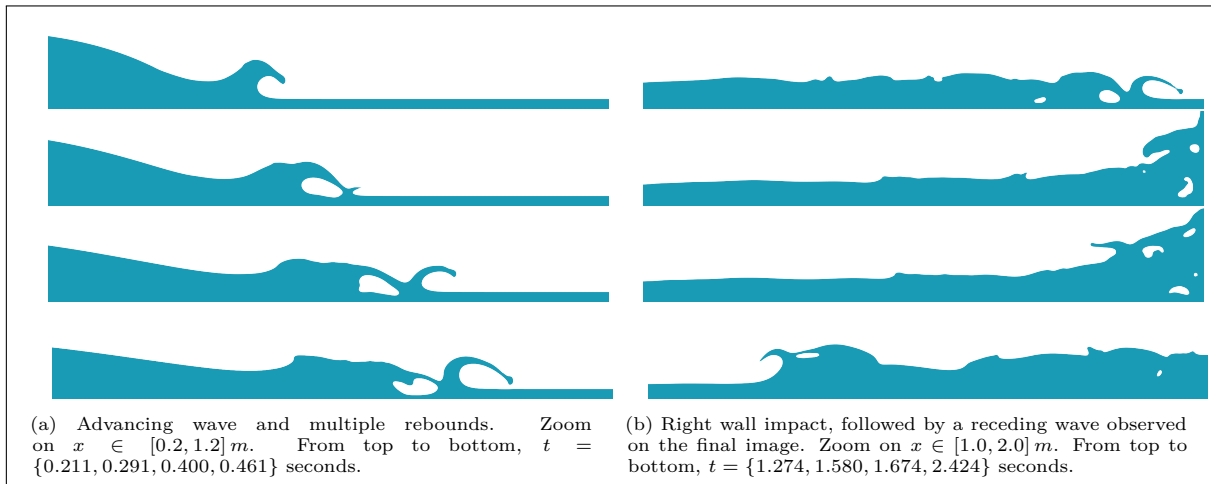 (a) Advancing wave and multiple rebounds. Zoom
on x ∈ [0.2, 1.2] m. From top to bottom, t =
{0.211, 0.291, 0.400, 0.461} seconds.
(b) Right wall impact, followed by a receding wave observed
on the final image. Zoom on x ∈ [1.0, 2.0] m. From top to
bottom, t = {1.274, 1.580, 1.674, 2.424} seconds.